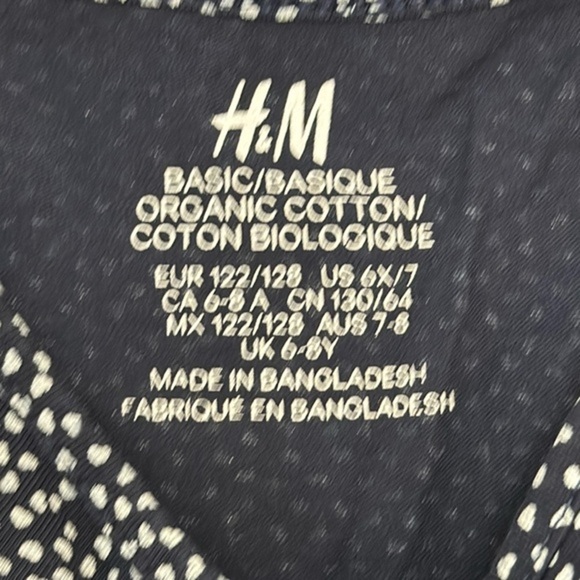 H&M
BASIC/BASIQUE
ORGANIC COTTON/
COTON BIOLOGIQUE
EUR 122/128 US 6X/7
CA 6-8 A CN 130/64
MX 122/128 AUS 7-8
UK 6-8Y
MADE IN BANGLADESH
FABRIQUÉ EN BANGLADESH